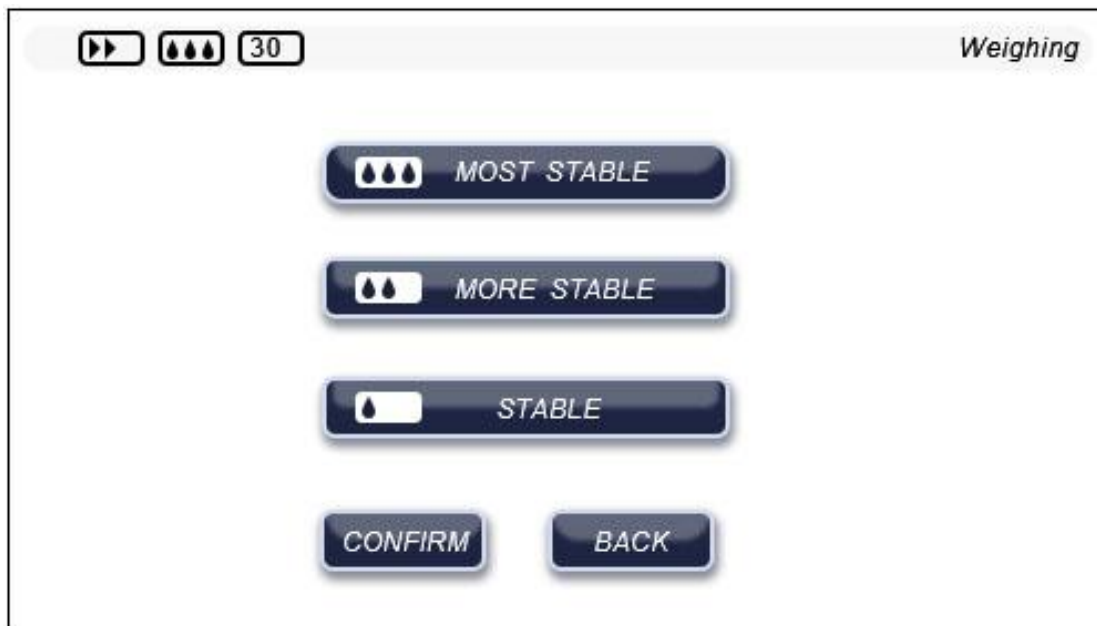 30 Weighing
MOST STABLE
MORE STABLE
STABLE
CONFIRM BACK